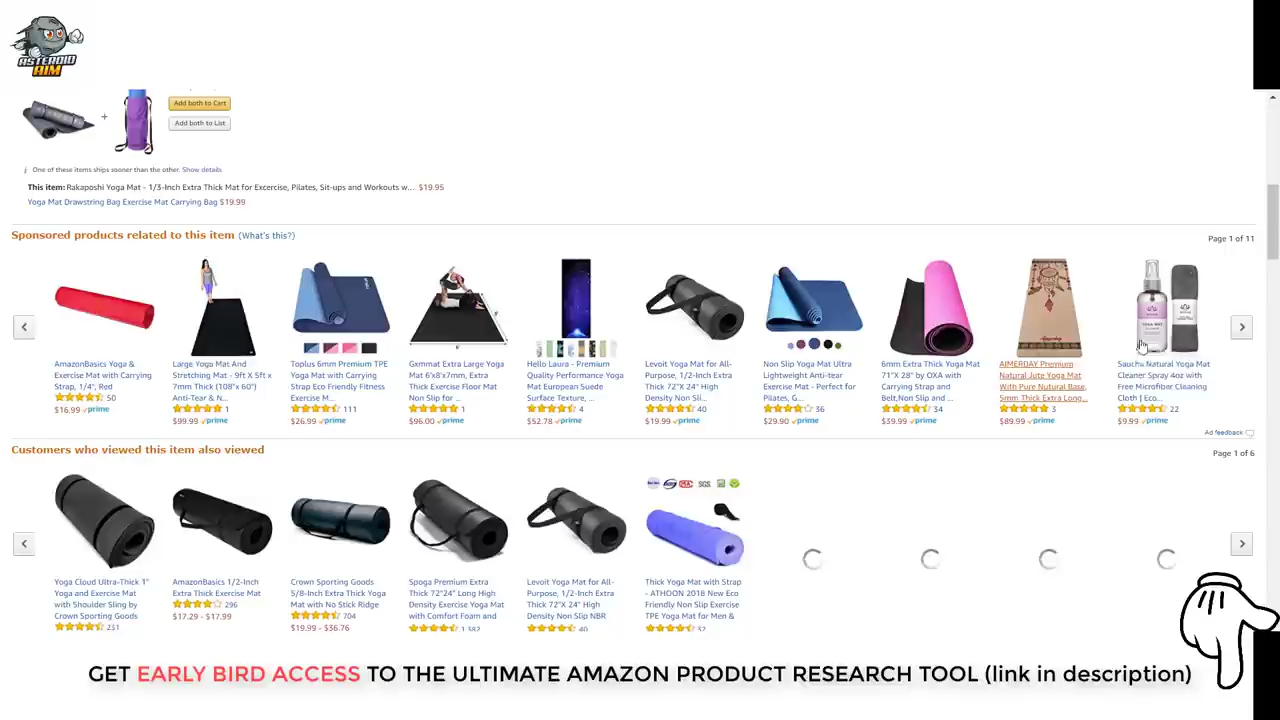 ASTEROID
AIM
Add both to Cart
+
Add both to List
i One of these items ships sooner than the other. Show details
This item: Rakaposhi Yoga Mat - 1/3-Inch Extra Thick Mat for Excercise, Pilates, Sit-ups and Workouts w... $19.95
Yoga Mat Drawstring Bag Exercise Mat Carrying Bag $19.99
Sponsored products related to this item (What's this?)
Page 1 of 11
AmazonBasics Yoga &
Exercise Mat with Carrying
Strap, 1/4", Red
50
$16.99 prime
Large Yoga Mat And
Stretching Mat - 9ft X 5ft x
7mm Thick (108"x 60")
Anti-Tear & N...
1
$99.99 prime
Toplus 6mm Premium TPE
Yoga Mat with Carrying
Strap Eco Friendly Fitness
Exercise M...
111
$26.99 prime
Gxmmat Extra Large Yoga
Mat 6'x8'x7mm, Extra
Thick Exercise Floor Mat
Non Slip for ...
1
$96.00 prime
Hello Laura - Premium
Quality Performance Yoga
Mat European Suede
Surface Texture, ...
4
$52.78 prime
Levoit Yoga Mat for All-
Purpose, 1/2-Inch Extra
Thick 72"X 24" High
Density Non Sli...
40
$19.99 prime
Non Slip Yoga Mat Ultra
Lightweight Anti-tear
Exercise Mat - Perfect for
Pilates, G...
36
$29.90 prime
6mm Extra Thick Yoga Mat
71"X 28" by OXA with
Carrying Strap and
Belt,Non Slip and ...
34
$39.99 prime
AIMERDAY Premium
Natural Jute Yoga Mat
With Pure Nutural Base,
5mm Thick Extra Long...
3
$89.99 prime
Natural Yoga Mat
Cleaner Spray 4oz with
Free Microfiber Cleaning
Cloth | Eco...
22
$9.99 prime
Ad feedback
Customers who viewed this item also viewed
Page 1 of 6
Yoga Cloud Ultra-Thick 1"
Yoga and Exercise Mat
with Shoulder Sling by
Crown Sporting Goods
231
AmazonBasics 1/2-Inch
Extra Thick Exercise Mat
296
$17.29 - $17.99
Crown Sporting Goods
5/8-Inch Extra Thick Yoga
Mat with No Stick Ridge
704
$19.99 - $36.76
Spoga Premium Extra
Thick 72"24" Long High
Density Exercise Yoga Mat
with Comfort Foam and
1,382
Levoit Yoga Mat for All-
Purpose, 1/2-Inch Extra
Thick 72"X 24" High
Density Non Slip NBR
40
SGS
Thick Yoga Mat with Strap
- ATHOON 2018 New Eco
Friendly Non Slip Exercise
TPE Yoga Mat for Men &
52
GET EARLY BIRD ACCESS TO THE ULTIMATE AMAZON PRODUCT RESEARCH TOOL (link in description)